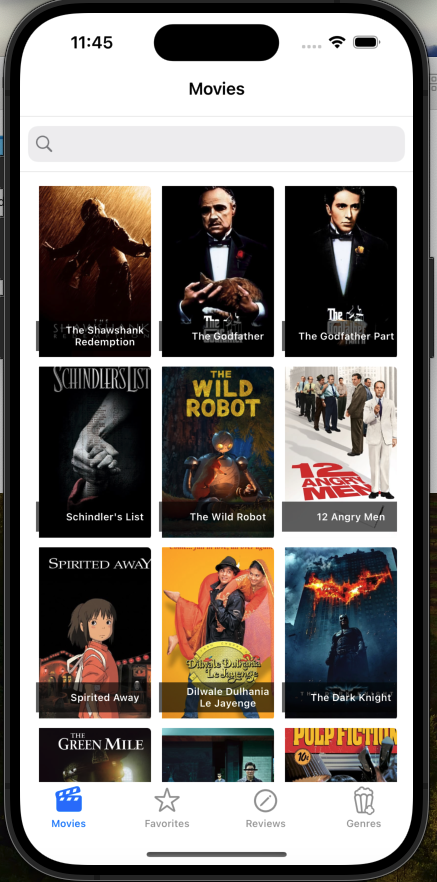 11:45
Movies
The Shawshank
Redemption
The Godfather
The Godfather Part
SCHINDLER'S LIST
Schindler's List
THE
WILD
ROBOT
The Wild Robot
12
ANGRY
MEN
12 Angry Men
SPIRITED AWAY
Spirited Away
Dilwale Dulhania
Le Jayenge
Dilwale Dulhania
Le Jayenge
The Dark Knight
THE
GREEN MILE
PULP FICTION
Movies
Favorites
Reviews
Genres